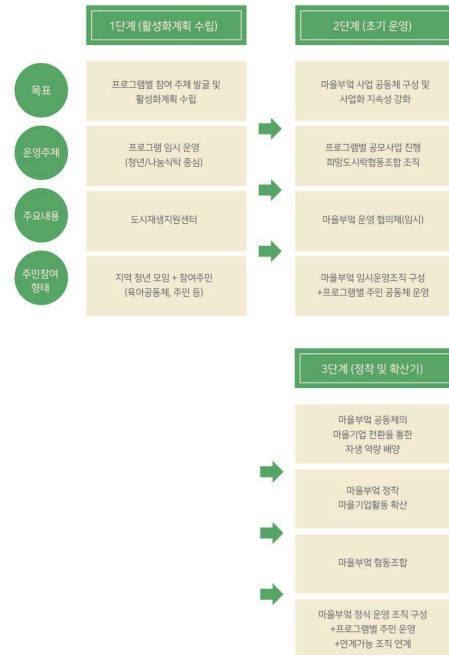 1단계 (활성화계획 수립)
2단계 (초기 운영)
목표
프로그램별 참여 주체 발굴 및
활성화계획 수립
마을부엌 사업 공동체 구성 및
사업화 지속성 강화
운영주체
프로그램 임시 운영
(청년/나눔식탁 중심)
프로그램별 공모사업 진행
희망도시락협동조합 조직
주요내용
도시재생지원센터
마을부엌 운영 협의체(임시)
주민참여
형태
지역 청년 모임 + 참여주민
(육아공동체, 주민 등)
마을부엌 임시운영조직 구성
+프로그램별 주민 공동체 운영
3단계 (정착 및 확산기)
마을부엌 공동체의
마을기업 전환을 통한
자생 역량 배양
마을부엌 정착
마을기업활동 확산
마을부엌 협동조합
마을부엌 정식 운영 조직 구성
+프로그램별 주민 운영
+연계가능 조직 연계